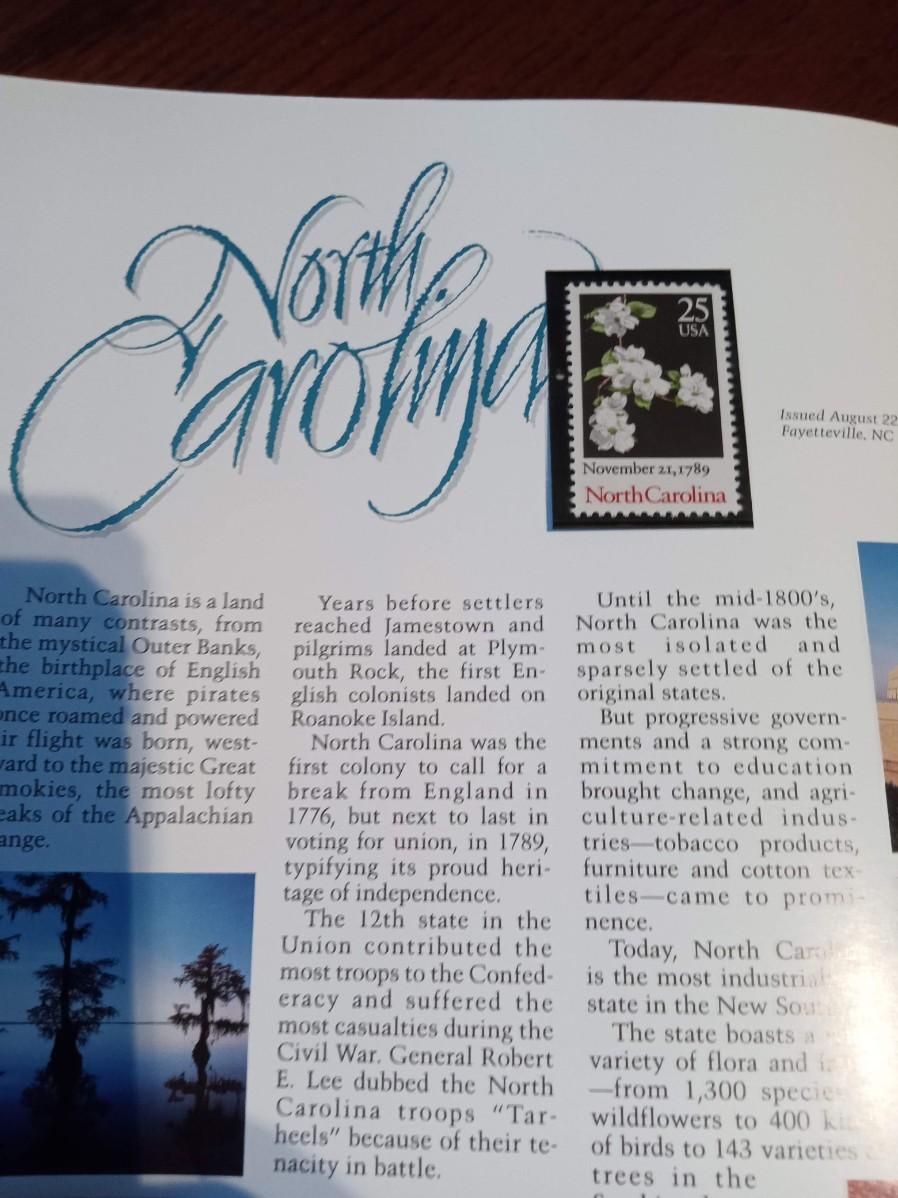 North
Carolina
25
USA
November 21, 1789
North Carolina
Issued August 22
Fayetteville, NC
North Carolina is a land
of many contrasts, from
the mystical Outer Banks,
the birthplace of English
America, where pirates
once roamed and powered
air flight was born, west-
ward to the majestic Great
Smokies, the most lofty
peaks of the Appalachian
range.
Years before settlers
reached Jamestown and
pilgrims landed at Plym-
outh Rock, the first En-
glish colonists landed on
Roanoke Island.
North Carolina was the
first colony to call for a
break from England in
1776, but next to last in
voting for union, in 1789,
typifying its proud heri-
tage of independence.
The 12th state in the
Union contributed the
most troops to the Confed-
eracy and suffered the
most casualties during the
Civil War. General Robert
E. Lee dubbed the North
Carolina troops "Tar-
heels" because of their te-
nacity in battle.
Until the mid-1800's,
North Carolina was the
most isolated and
sparsely settled of the
original states.
But progressive govern-
ments and a strong com-
mitment to education
brought change, and agri-
culture-related indus-
tries—tobacco products,
furniture and cotton tex-
tiles—came to promi-
nence.
Today, North Carol
is the most industrial
state in the New Sou
The state boasts a
variety of flora and
—from 1,300 species
wildflowers to 400
of birds to 143 varieties
trees in the